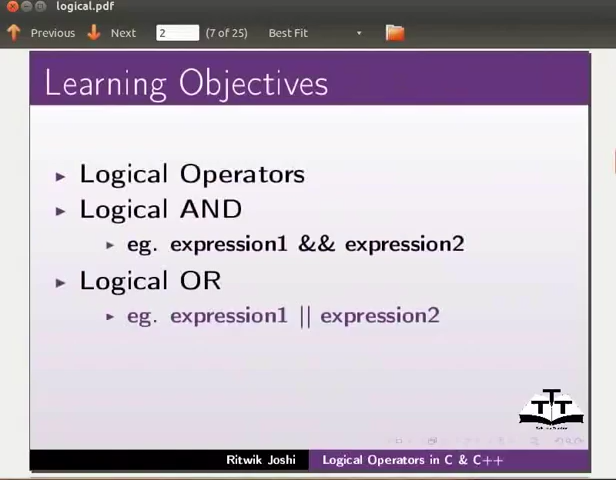 logical.pdf
Previous Next 2 (7 of 25) Best Fit
Learning Objectives
Logical Operators
Logical AND
eg. expression1 && expression2
Logical OR
eg. expression1 || expression2
TTT
Ritwik Joshi Logical Operators in C & C++